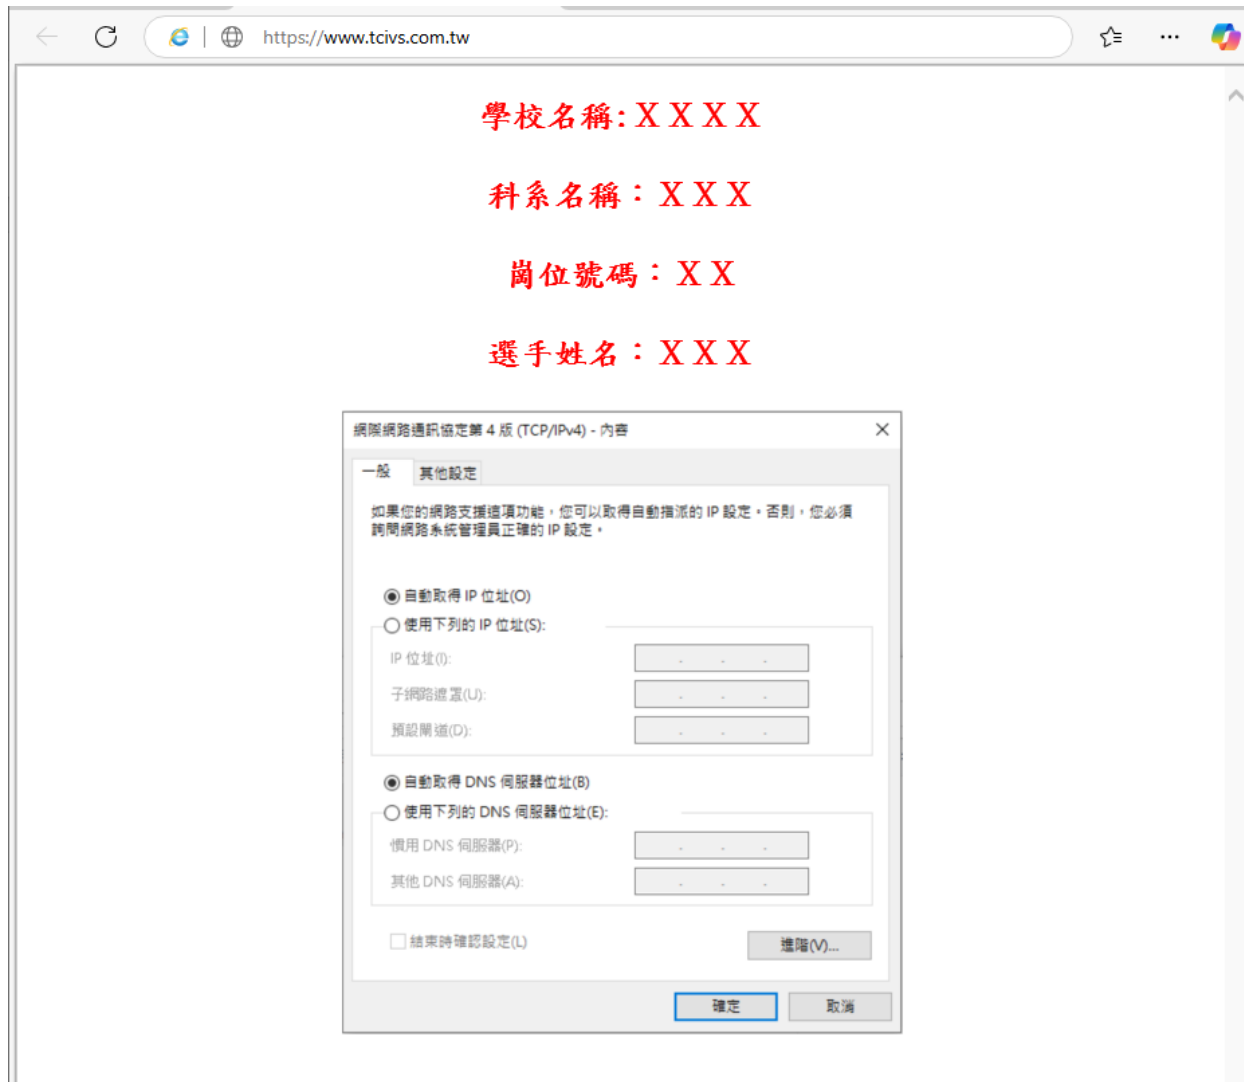 https://www.tcivs.com.tw
學校名稱:ＸＸＸＸ
科系名稱：ＸＸＸ
崗位號碼：ＸＸ
選手姓名：ＸＸＸ
網際網路通訊協定第 4 版 (TCP/IPv4) - 內容
一般 其他設定
如果您的網路支援這項功能，您可以取得自動指派的 IP 設定。否則，您必須
詢問網路系統管理員正確的 IP 設定。
自動取得 IP 位址(O)
使用下列的 IP 位址(S):
IP 位址(I):
子網路遮罩(U):
預設閘道(D):
自動取得 DNS 伺服器位址(B)
使用下列的 DNS 伺服器位址(E):
慣用 DNS 伺服器(P):
其他 DNS 伺服器(A):
結束時確認設定(L)
進階(V)...
確定 取消